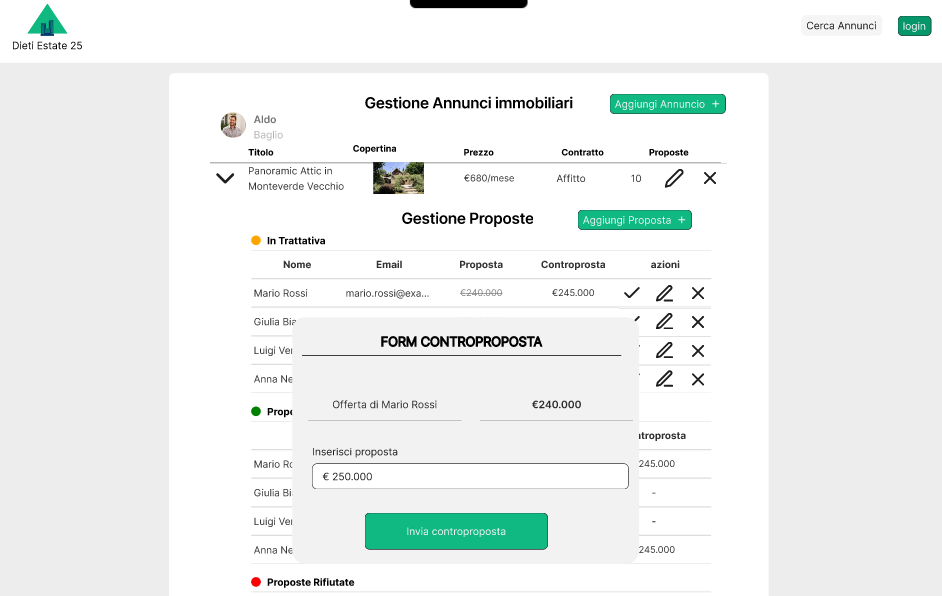 Dieti Estate 25
Cerca Annunci
login
Gestione Annunci immobiliari
Aggiungi Annuncio +
Aldo
Baglio
Titolo Copertina Prezzo Contratto Proposte
Panoramic Attic in
Monteverde Vecchio
€680/mese Affitto 10
Gestione Proposte
Aggiungi Proposta +
In Trattativa
Nome Email Proposta Controprosta azioni
Mario Rossi mario.rossi@exa... €240.000 €245.000
Giulia Bia
Luigi Ver
Anna Ne
FORM CONTROPROPOSTA
Offerta di Mario Rossi €240.000
Inserisci proposta
€ 250.000
Invia controproposta
Propo
troprosta
Mario Ro 245.000
Giulia Bi -
Luigi Ver -
Anna Ne 245.000
Proposte Rifiutate